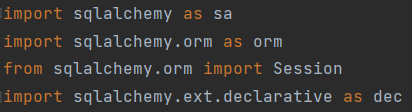 import sqlalchemy as sa
import sqlalchemy.orm as orm
from sqlalchemy.orm import Session
import sqlalchemy.ext.declarative as dec